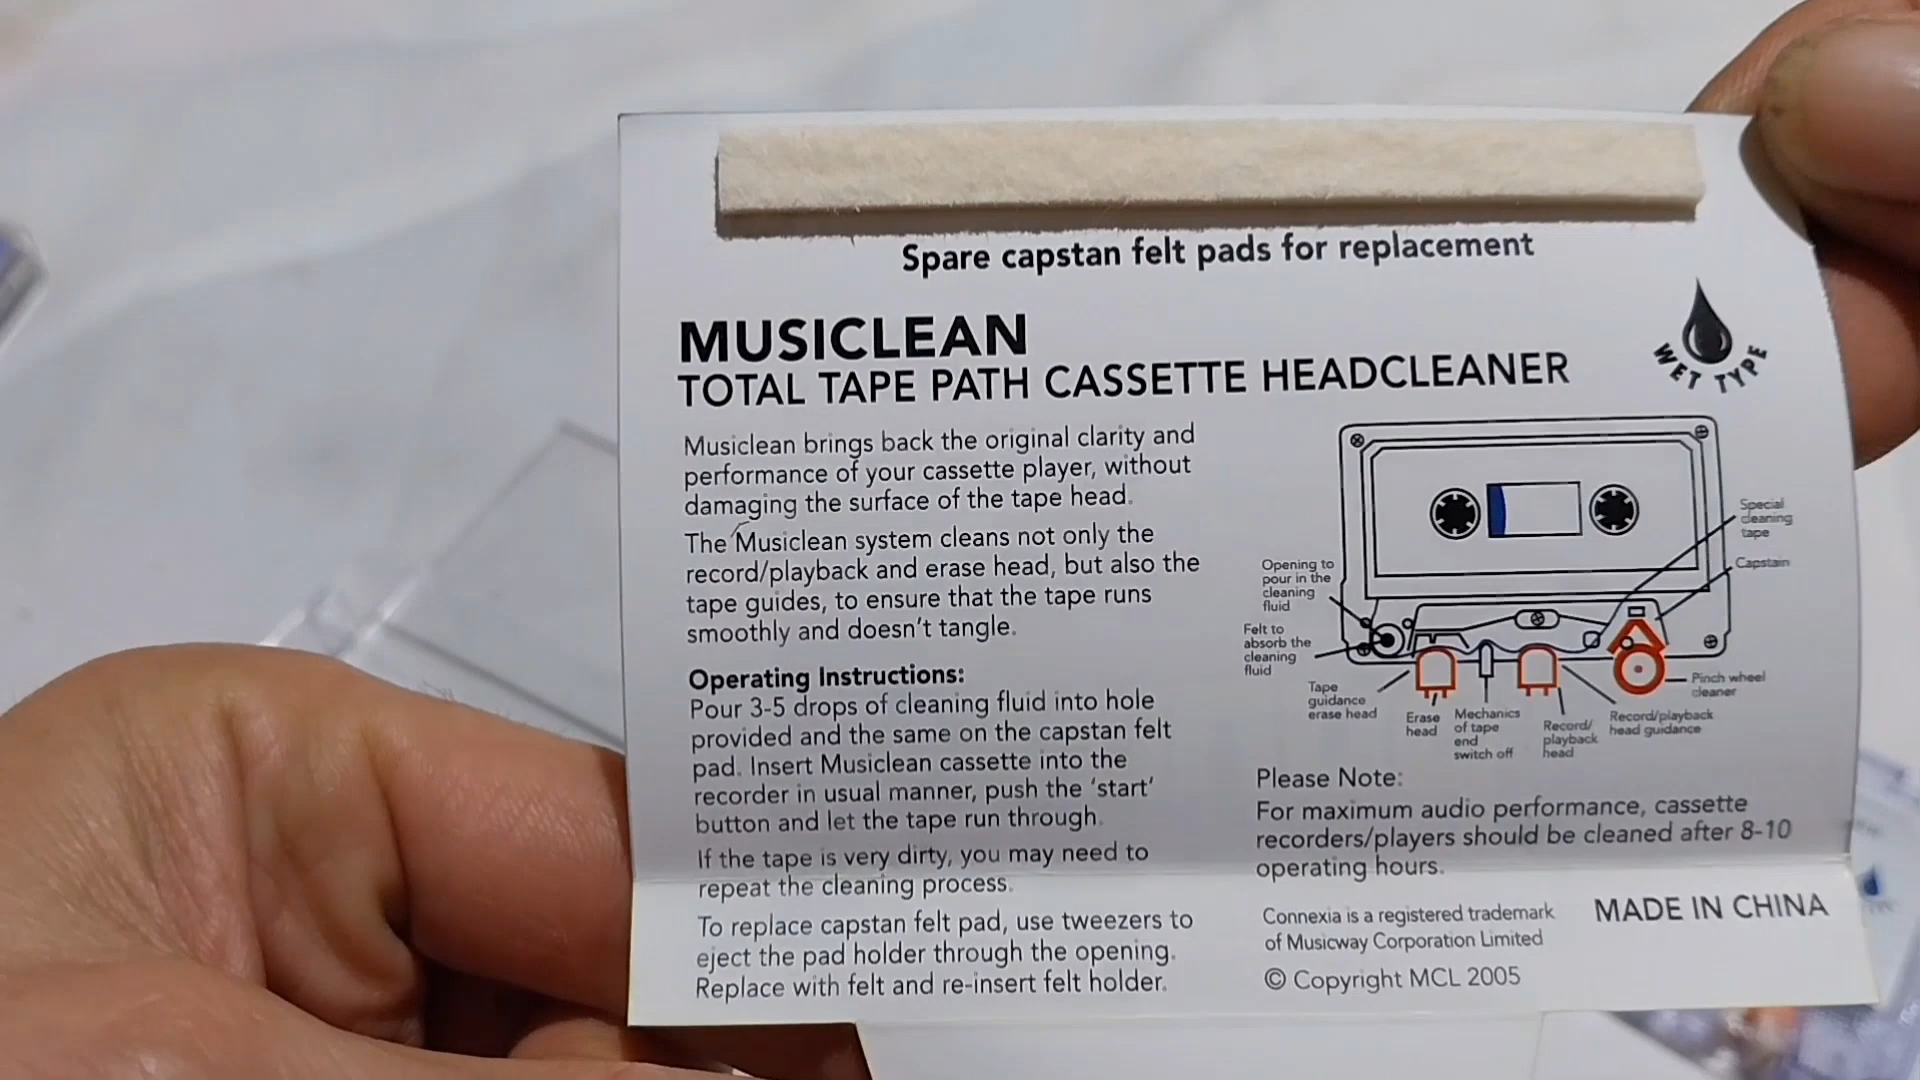 Spare capstan felt pads for replacement
MUSICLEAN
TOTAL TAPE PATH CASSETTE HEADCLEANER
WET TYPE
Musiclean brings back the original clarity and
performance of your cassette player, without
damaging the surface of the tape head.
The Musiclean system cleans not only the
record/playback and erase head, but also the
tape guides, to ensure that the tape runs
smoothly and doesn't tangle.
Operating Instructions:
Pour 3-5 drops of cleaning fluid into hole
provided and the same on the capstan felt
pad. Insert Musiclean cassette into the
recorder in usual manner, push the 'start'
button and let the tape run through.
If the tape is very dirty, you may need to
repeat the cleaning process.
To replace capstan felt pad, use tweezers to
eject the pad holder through the opening.
Replace with felt and re-insert felt holder.
Special
cleaning
tape
Capstain
Opening to
pour in the
cleaning
fluid
Felt to
absorb the
cleaning
fluid
Tape
guidance
erase head
Erase
head
Mechanics
of tape
end
switch off
Record/
playback
head
Record/playback
head guidance
Pinch wheel
cleaner
Please Note:
For maximum audio performance, cassette
recorders/players should be cleaned after 8-10
operating hours.
Connexia is a registered trademark
of Musicway Corporation Limited
© Copyright MCL 2005
MADE IN CHINA